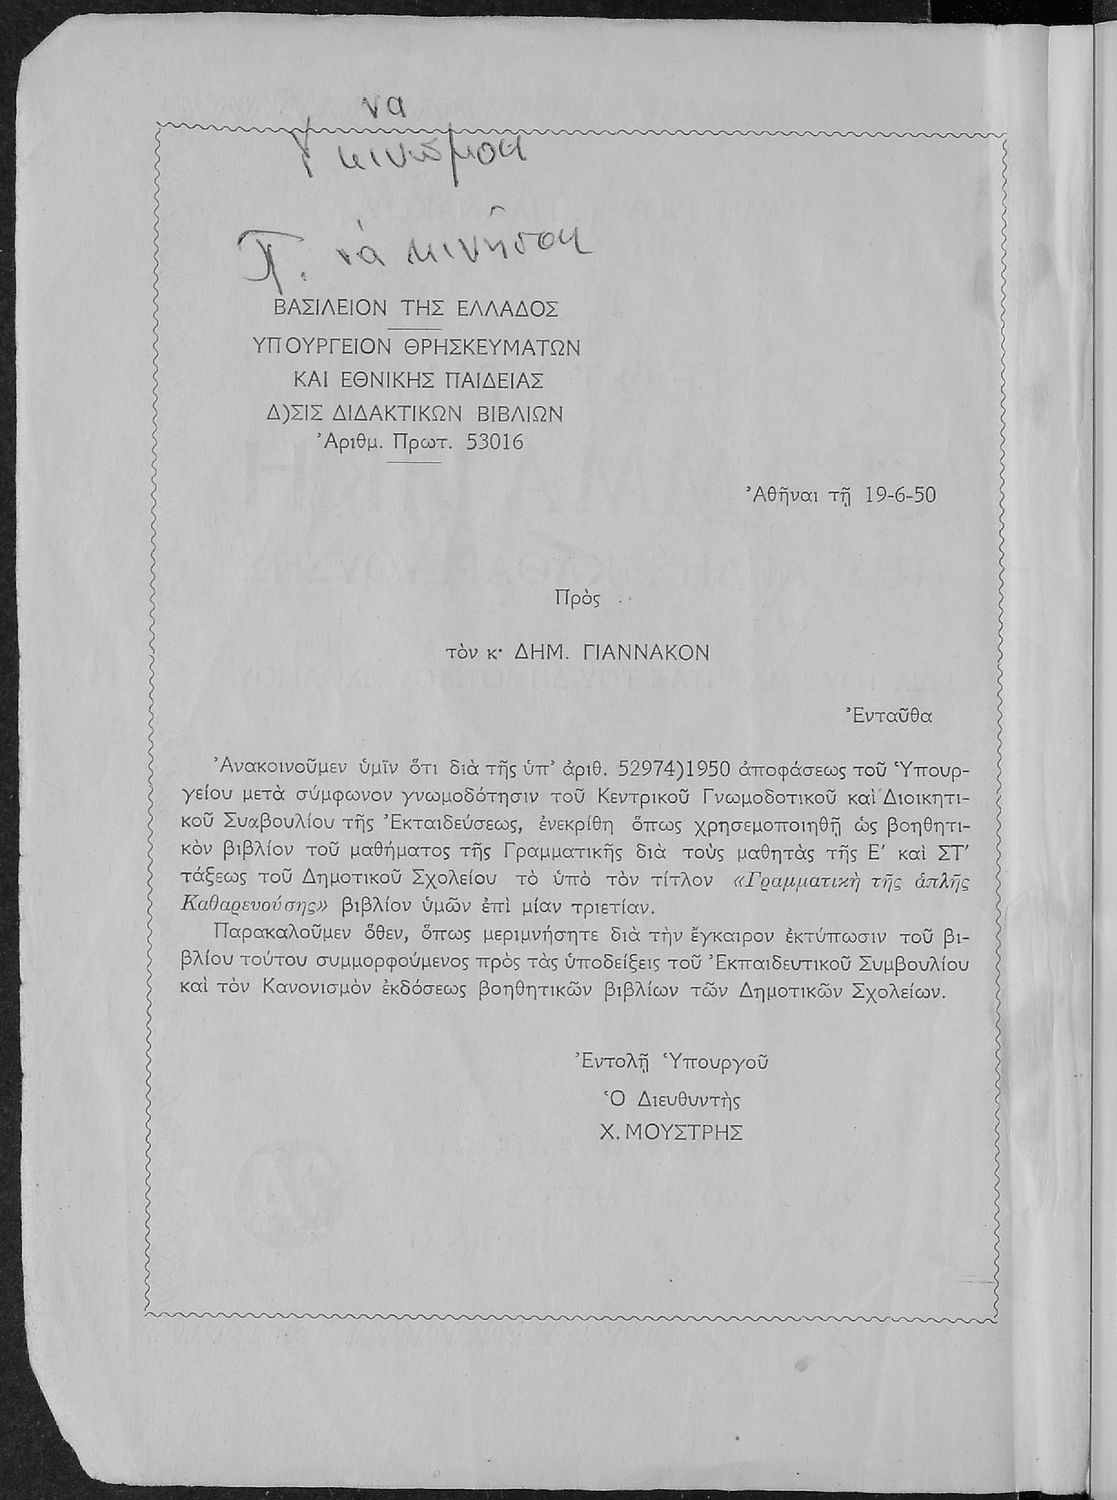 να
Π. νά κινήση
ΒΑΣΙΛΕΙΟΝ ΤΗΣ ΕΛΛΑΔΟΣ
ΥΠΟΥΡΓΕΙΟΝ ΘΡΗΣΚΕΥΜΑΤΩΝ
ΚΑΙ ΕΘΝΙΚΗΣ ΠΑΙΔΕΙΑΣ
Δ)ΣΙΣ ΔΙΔΑΚΤΙΚΩΝ ΒΙΒΛΙΩΝ
Ἀριθμ. Πρωτ. 53016
Ἀθῆναι τῇ 19-6-50
Πρὸς
τὸν κ· ΔΗΜ. ΓΙΑΝΝΑΚΟΝ
Ἐνταῦθα
Ἀνακοινοῦμεν ὑμῖν ὅτι διὰ τῆς ὑπ’ ἀριθ. 52974)1950 ἀποφάσεως τοῦ Ὑπουρ-
γείου μετὰ σύμφωνον γνωμοδότησιν τοῦ Κεντρικοῦ Γνωμοδοτικοῦ καὶ Διοικητι-
κοῦ Συαβουλίου τῆς Ἐκταιδεύσεως, ἐνεκρίθη ὅπως χρησεμοποιηθῇ ὡς βοηθητι-
κὸν βιβλίον τοῦ μαθήματος τῆς Γραμματικῆς διὰ τοὺς μαθητὰς τῆς Ε′ καὶ ΣΤ′
τάξεως τοῦ Δημοτικοῦ Σχολείου τὸ ὑπὸ τὸν τίτλον «Γραμματικὴ τῆς ἁπλῆς
Καθαρευούσης» βιβλίον ὑμῶν ἐπὶ μίαν τριετίαν.
Παρακαλοῦμεν ὅθεν, ὅπως μεριμνήσητε διὰ τὴν ἔγκαιρον ἐκτύπωσιν τοῦ βι-
βλίου τούτου συμμορφούμενος πρὸς τὰς ὑποδείξεις τοῦ Ἐκπαιδευτικοῦ Συμβουλίου
καὶ τὸν Κανονισμὸν ἐκδόσεως βοηθητικῶν βιβλίων τῶν Δημοτικῶν Σχολείων.
Ἐντολῇ Ὑπουργοῦ
Ὁ Διευθυντὴς
Χ. ΜΟΥΣΤΡΗΣ